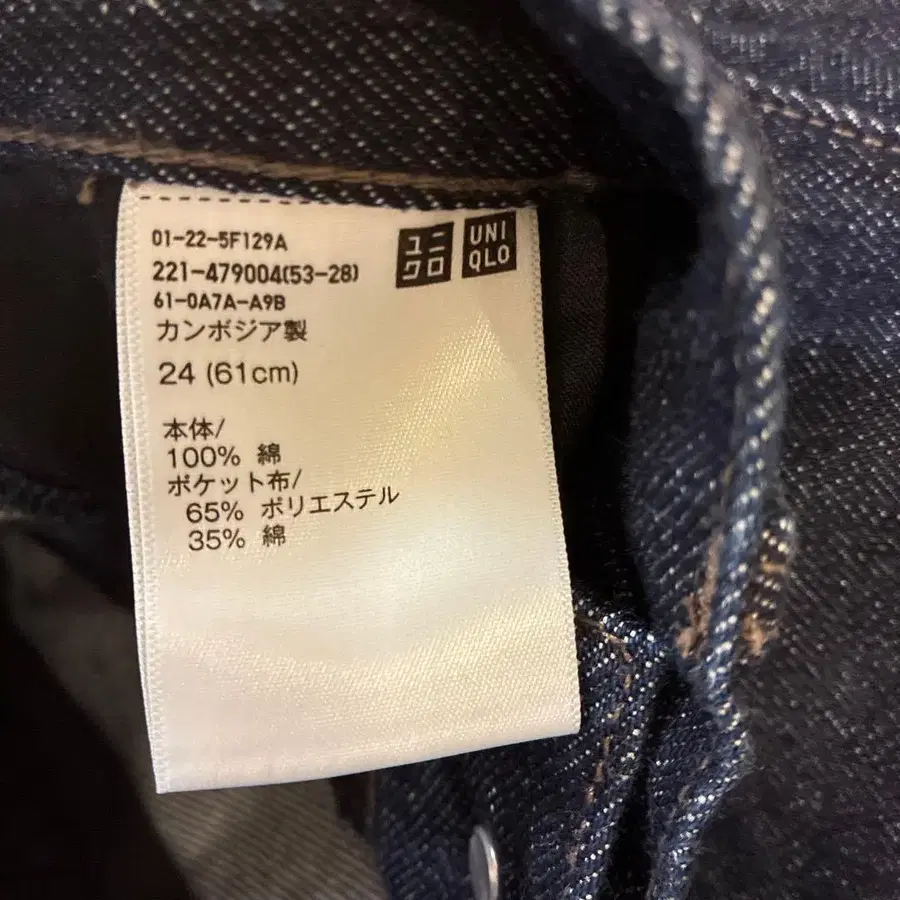 01-22-5F129A
ユニクロ
UNIQLO
221-479004(53-28)
61-0A7A-A9B
カンボジア製
24 (61cm)
本体/
100% 綿
ポケット布/
65% ポリエステル
35% 綿